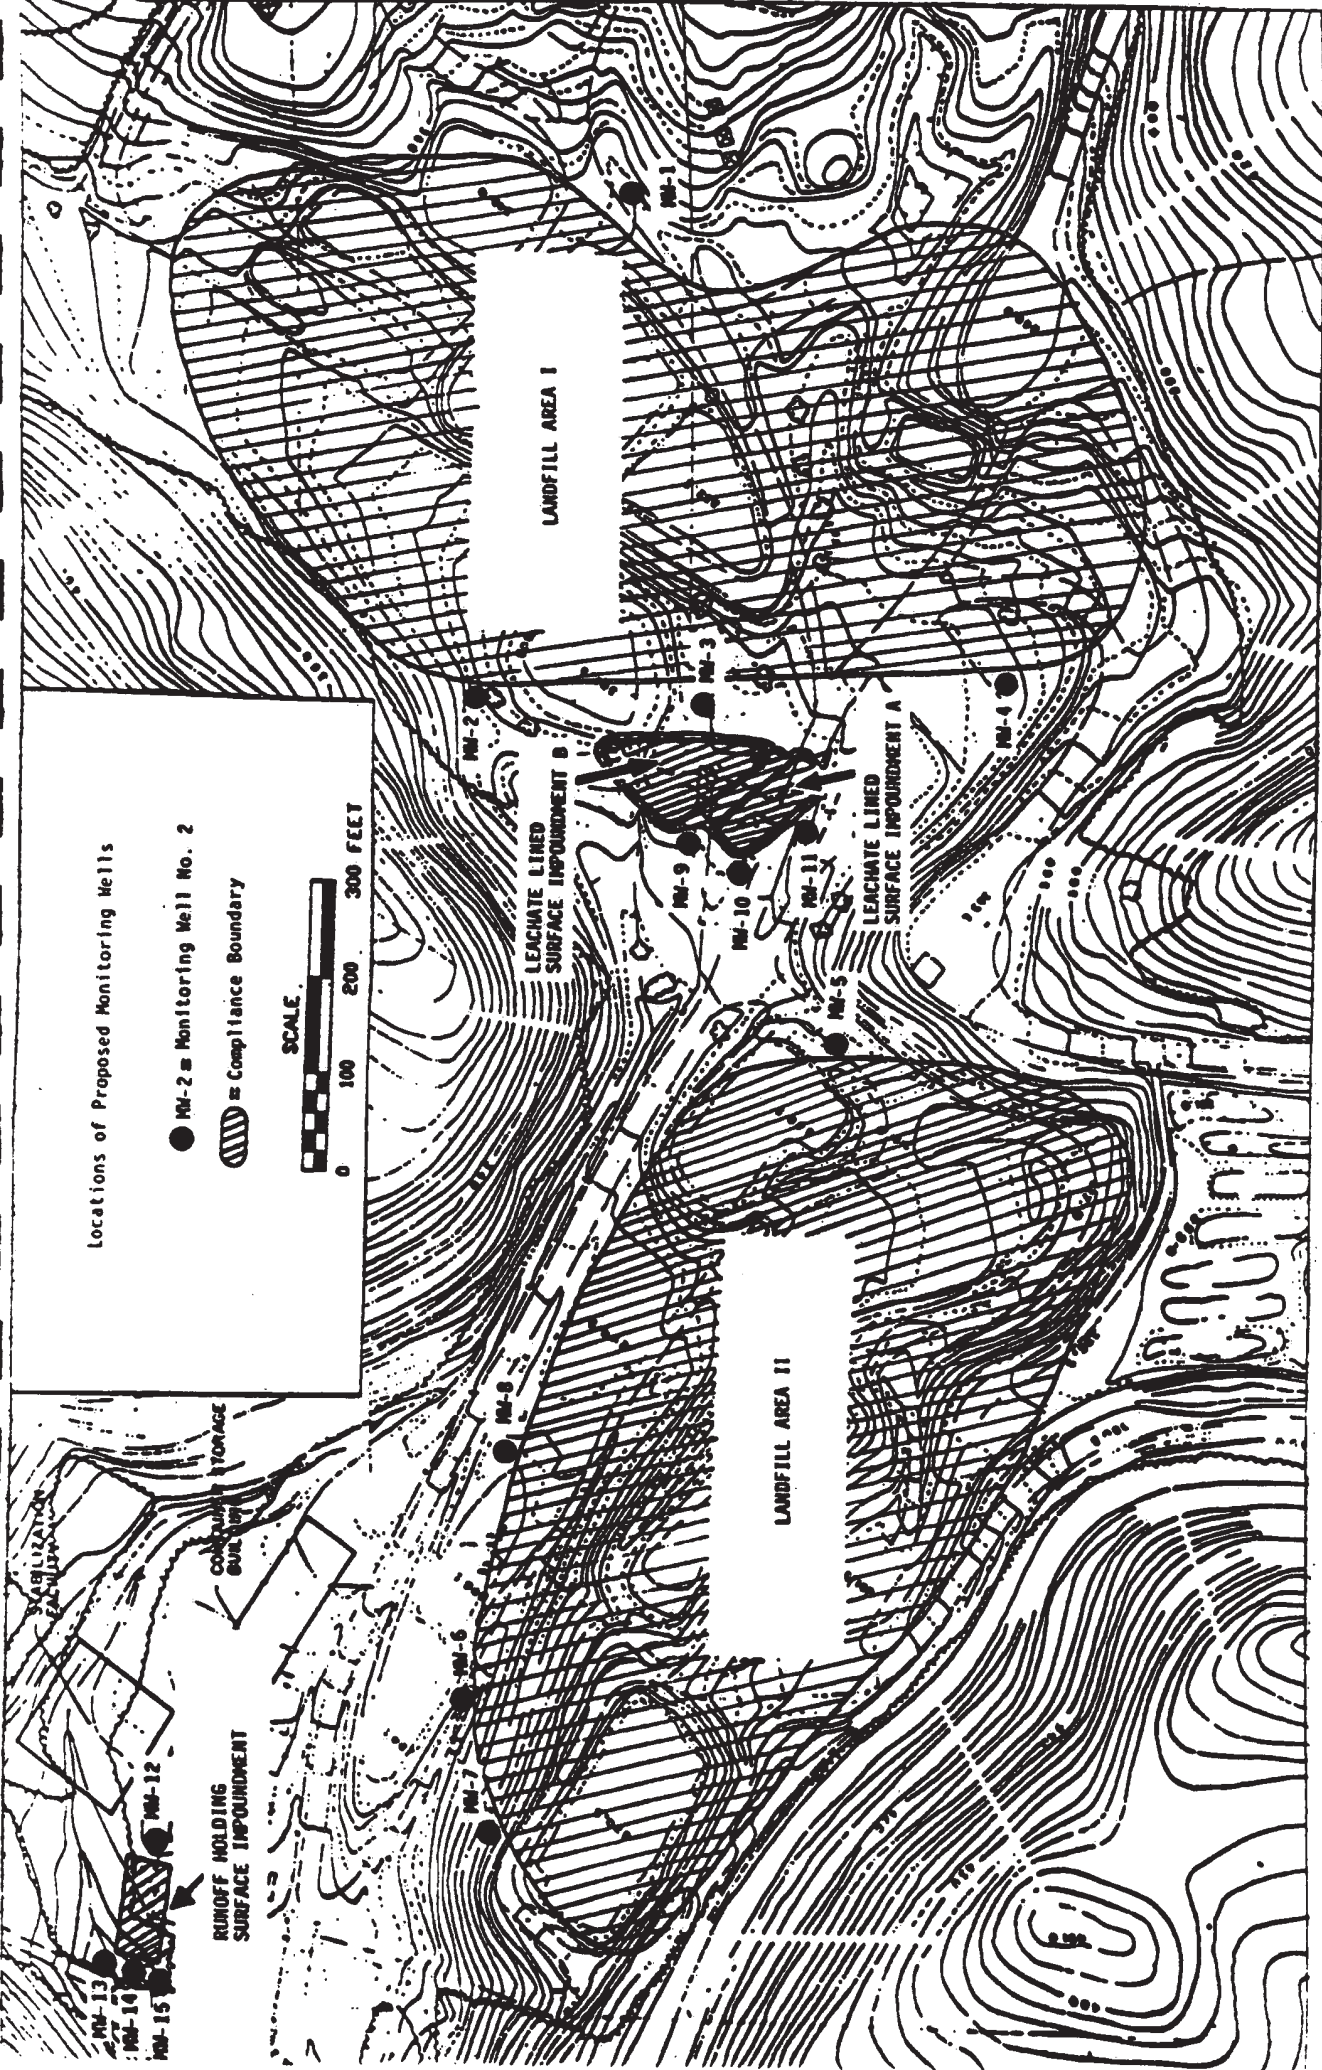 Locations of Proposed Monitoring Wells
MW-2 = Monitoring Well No. 2
= Compliance Boundary
SCALE
0 100 200 300 FEET
STABILIZATION
FACILITY
CONTAINER STORAGE
BUILDING
RUNOFF HOLDING
SURFACE IMPOUNDMENT
MW-12
MW-13
MW-14
MW-15
MW-7
MW-6
MW-8
LANDFILL AREA II
MW-5
LEACHATE LINED
SURFACE IMPOUNDMENT B
MW-9
MW-10
MW-11
LEACHATE LINED
SURFACE IMPOUNDMENT A
MW-2
MW-3
MW-4
LANDFILL AREA I
MW-1